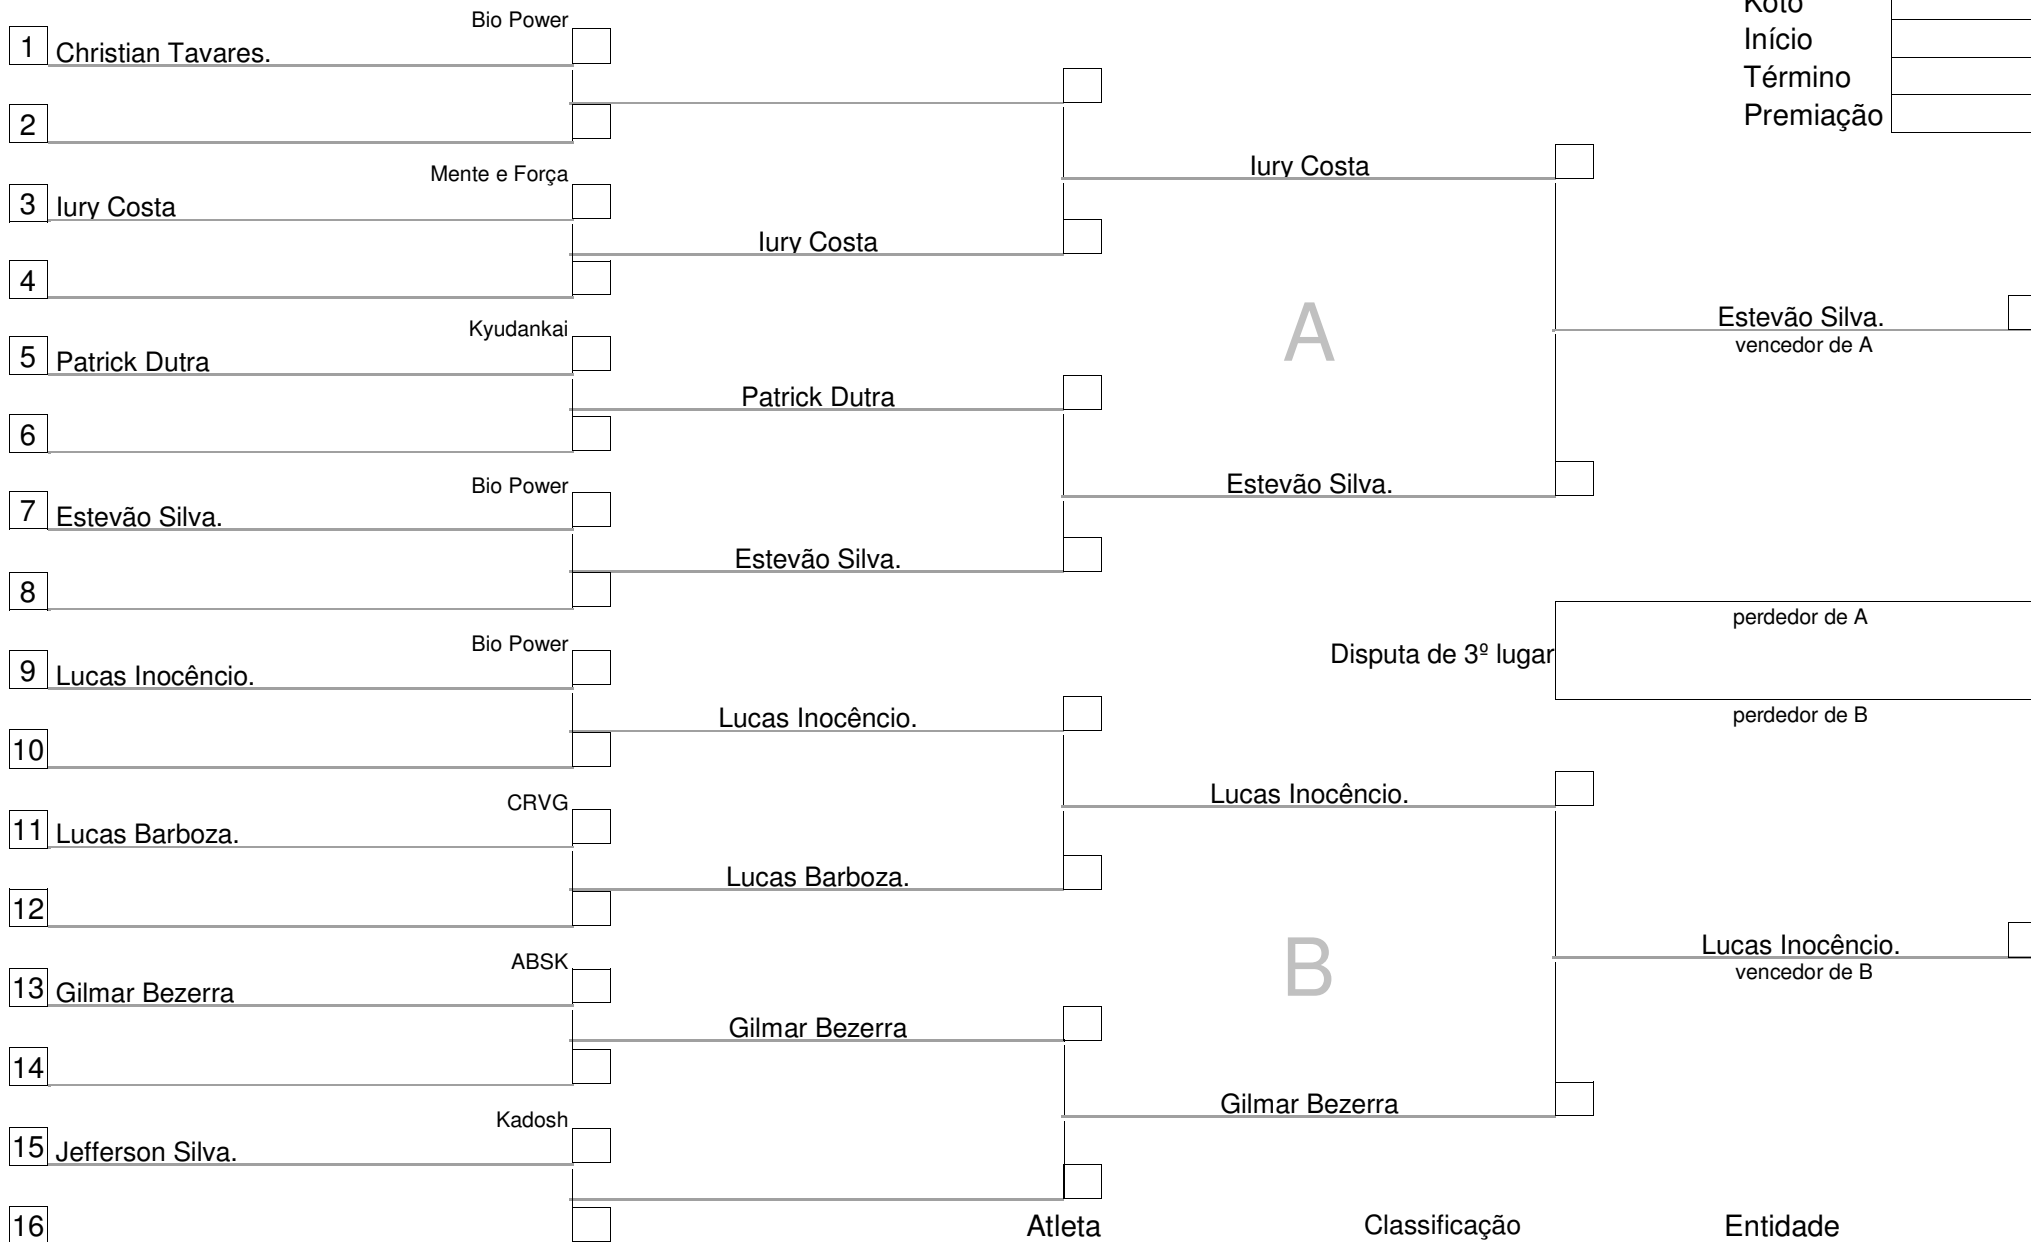 Koto
Bio Power
1 Christian Tavares.
Início
Término
2
Premiação
Mente e Força
Iury Costa
3 Iury Costa
Iury Costa
4
Kyudankai
Estevão Silva.
vencedor de A
A
5 Patrick Dutra
Patrick Dutra
6
Bio Power
Estevão Silva.
7 Estevão Silva.
Estevão Silva.
8
perdedor de A
Bio Power
Disputa de 3º lugar
9 Lucas Inocêncio.
Lucas Inocêncio.
perdedor de B
10
Lucas Inocêncio.
CRVG
11 Lucas Barboza.
Lucas Barboza.
12
Lucas Inocêncio.
vencedor de B
ABSK
B
13 Gilmar Bezerra
Gilmar Bezerra
14
Gilmar Bezerra
Kadosh
15 Jefferson Silva.
16
Atleta Classificação Entidade